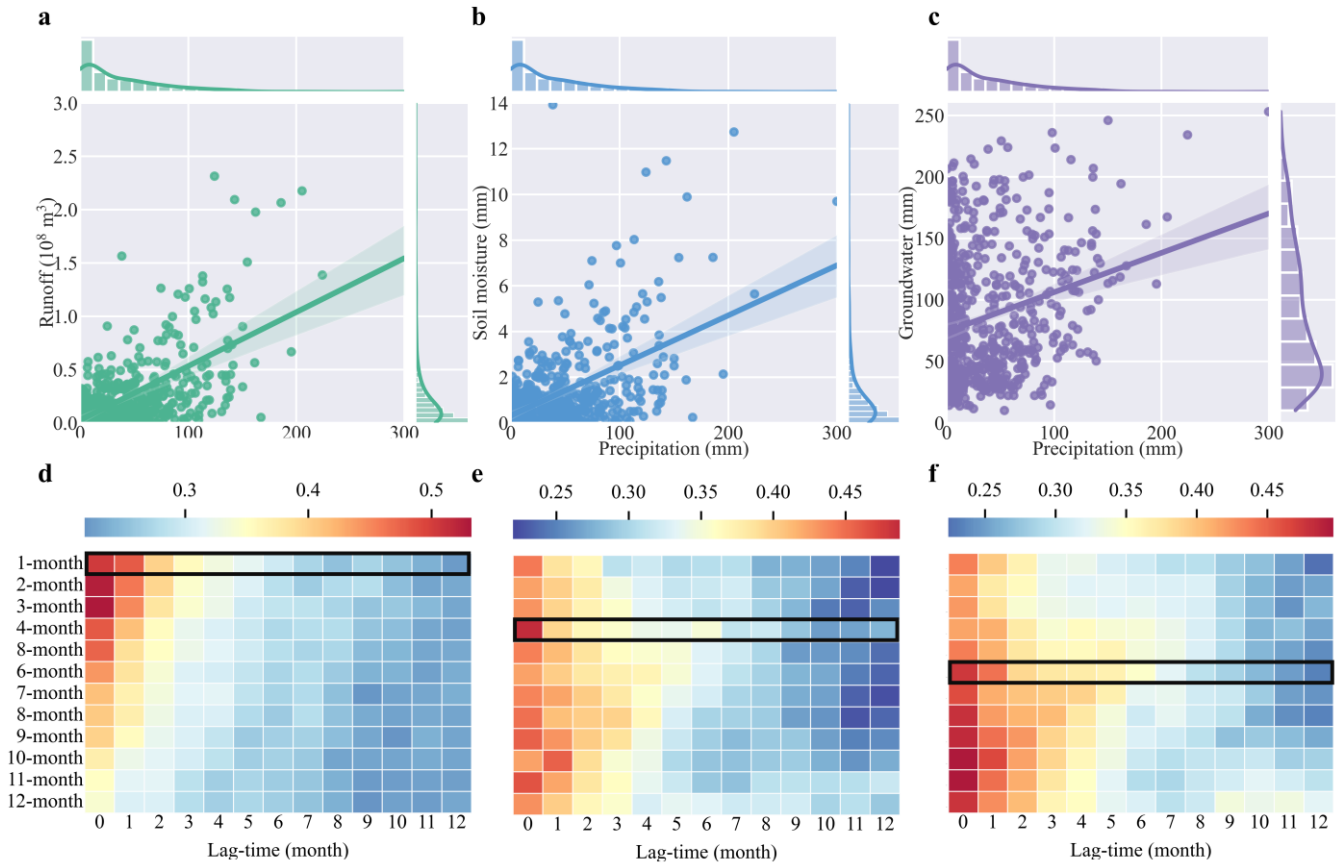 a
b
c
3.0
2.5
2.0
1.5
1.0
0.5
0.0
Runoff (10⁸ m³)
0 100 200 300
14
12
10
8
6
4
2
0
Soil moisture (mm)
0 100 200 300
250
200
150
100
50
0
Groundwater (mm)
0 100 200 300
Precipitation (mm)
Precipitation (mm)
d
e
f
0.3 0.4 0.5
0.25 0.30 0.35 0.40 0.45
0.25 0.30 0.35 0.40 0.45
1-month
2-month
3-month
4-month
8-month
6-month
7-month
8-month
9-month
10-month
11-month
12-month
0 1 2 3 4 5 6 7 8 9 10 11 12
0 1 2 3 4 5 6 7 8 9 10 11 12
0 1 2 3 4 5 6 7 8 9 10 11 12
Lag-time (month)
Lag-time (month)
Lag-time (month)